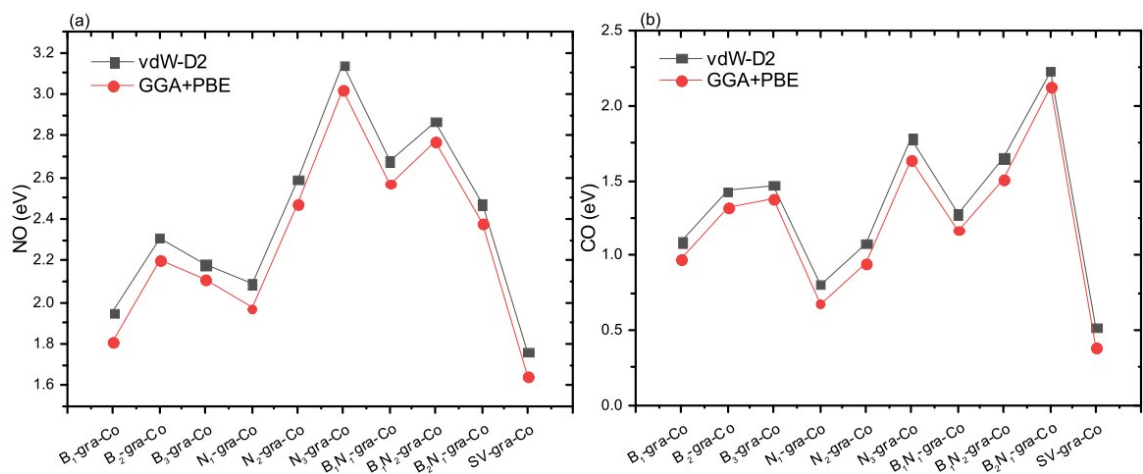 (a)
vdW-D2
GGA+PBE
3.2
3.0
2.8
2.6
2.4
2.2
2.0
1.8
1.6
NO (eV)
B₁-gra-Co
B₂-gra-Co
B₃-gra-Co
N₁-gra-Co
N₂-gra-Co
N₃-gra-Co
B₁N₁-gra-Co
B₁N₂-gra-Co
B₂N₁-gra-Co
SV-gra-Co
(b)
vdW-D2
GGA+PBE
2.5
2.0
1.5
1.0
0.5
0.0
CO (eV)
B₁-gra-Co
B₂-gra-Co
B₃-gra-Co
N₁-gra-Co
N₂-gra-Co
N₃-gra-Co
B₁N₁-gra-Co
B₁N₂-gra-Co
B₂N₁-gra-Co
SV-gra-Co